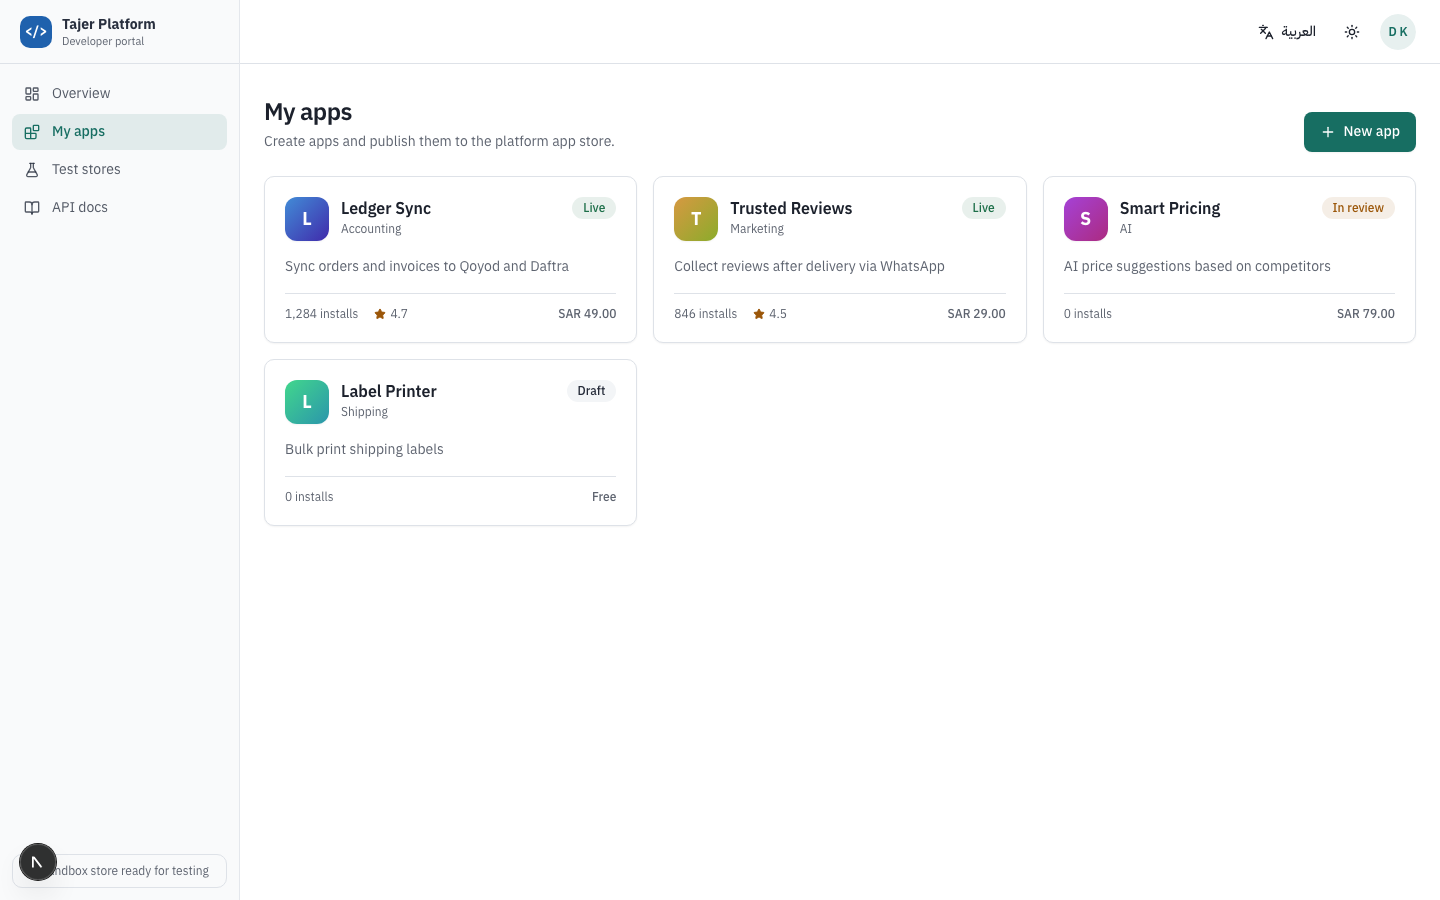 </>
Tajer Platform
Developer portal
Overview
My apps
Test stores
API docs
ndbox store ready for testing
العربية
D K
My apps
Create apps and publish them to the platform app store.
New app
L
Ledger Sync
Live
Accounting
Sync orders and invoices to Qoyod and Daftra
1,284 installs 4.7 SAR 49.00
T
Trusted Reviews
Live
Marketing
Collect reviews after delivery via WhatsApp
846 installs 4.5 SAR 29.00
S
Smart Pricing
In review
AI
AI price suggestions based on competitors
0 installs SAR 79.00
L
Label Printer
Draft
Shipping
Bulk print shipping labels
0 installs Free